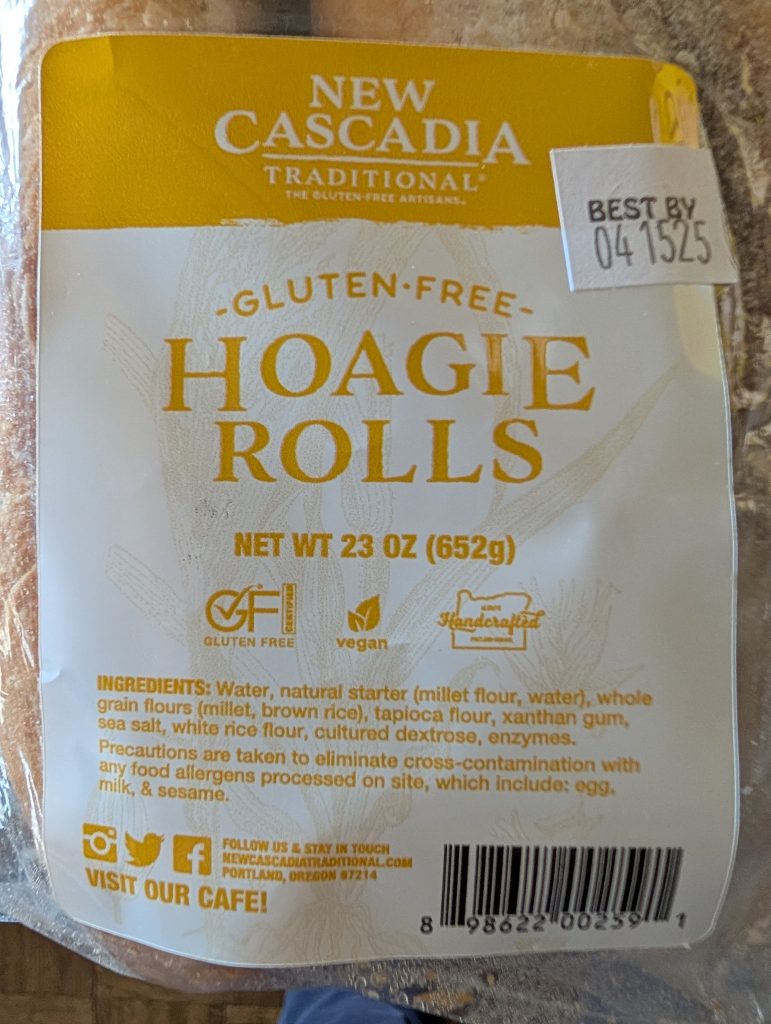 NEW
CASCADIA
TRADITIONAL®
THE GLUTEN-FREE ARTISANS™
BEST BY
04 1525
-GLUTEN·FREE-
HOAGIE
ROLLS
NET WT 23 OZ (652g)
GF CERTIFIED
GLUTEN FREE
vegan
Handcrafted
INGREDIENTS: Water, natural starter (millet flour, water), whole
grain flours (millet, brown rice), tapioca flour, xanthan gum,
sea salt, white rice flour, cultured dextrose, enzymes.
Precautions are taken to eliminate cross-contamination with
any food allergens processed on site, which include: egg,
milk, & sesame.
FOLLOW US & STAY IN TOUCH
NEWCASCADIATRADITIONAL.COM
PORTLAND, OREGON 97214
VISIT OUR CAFE!
8 98622 00259 1